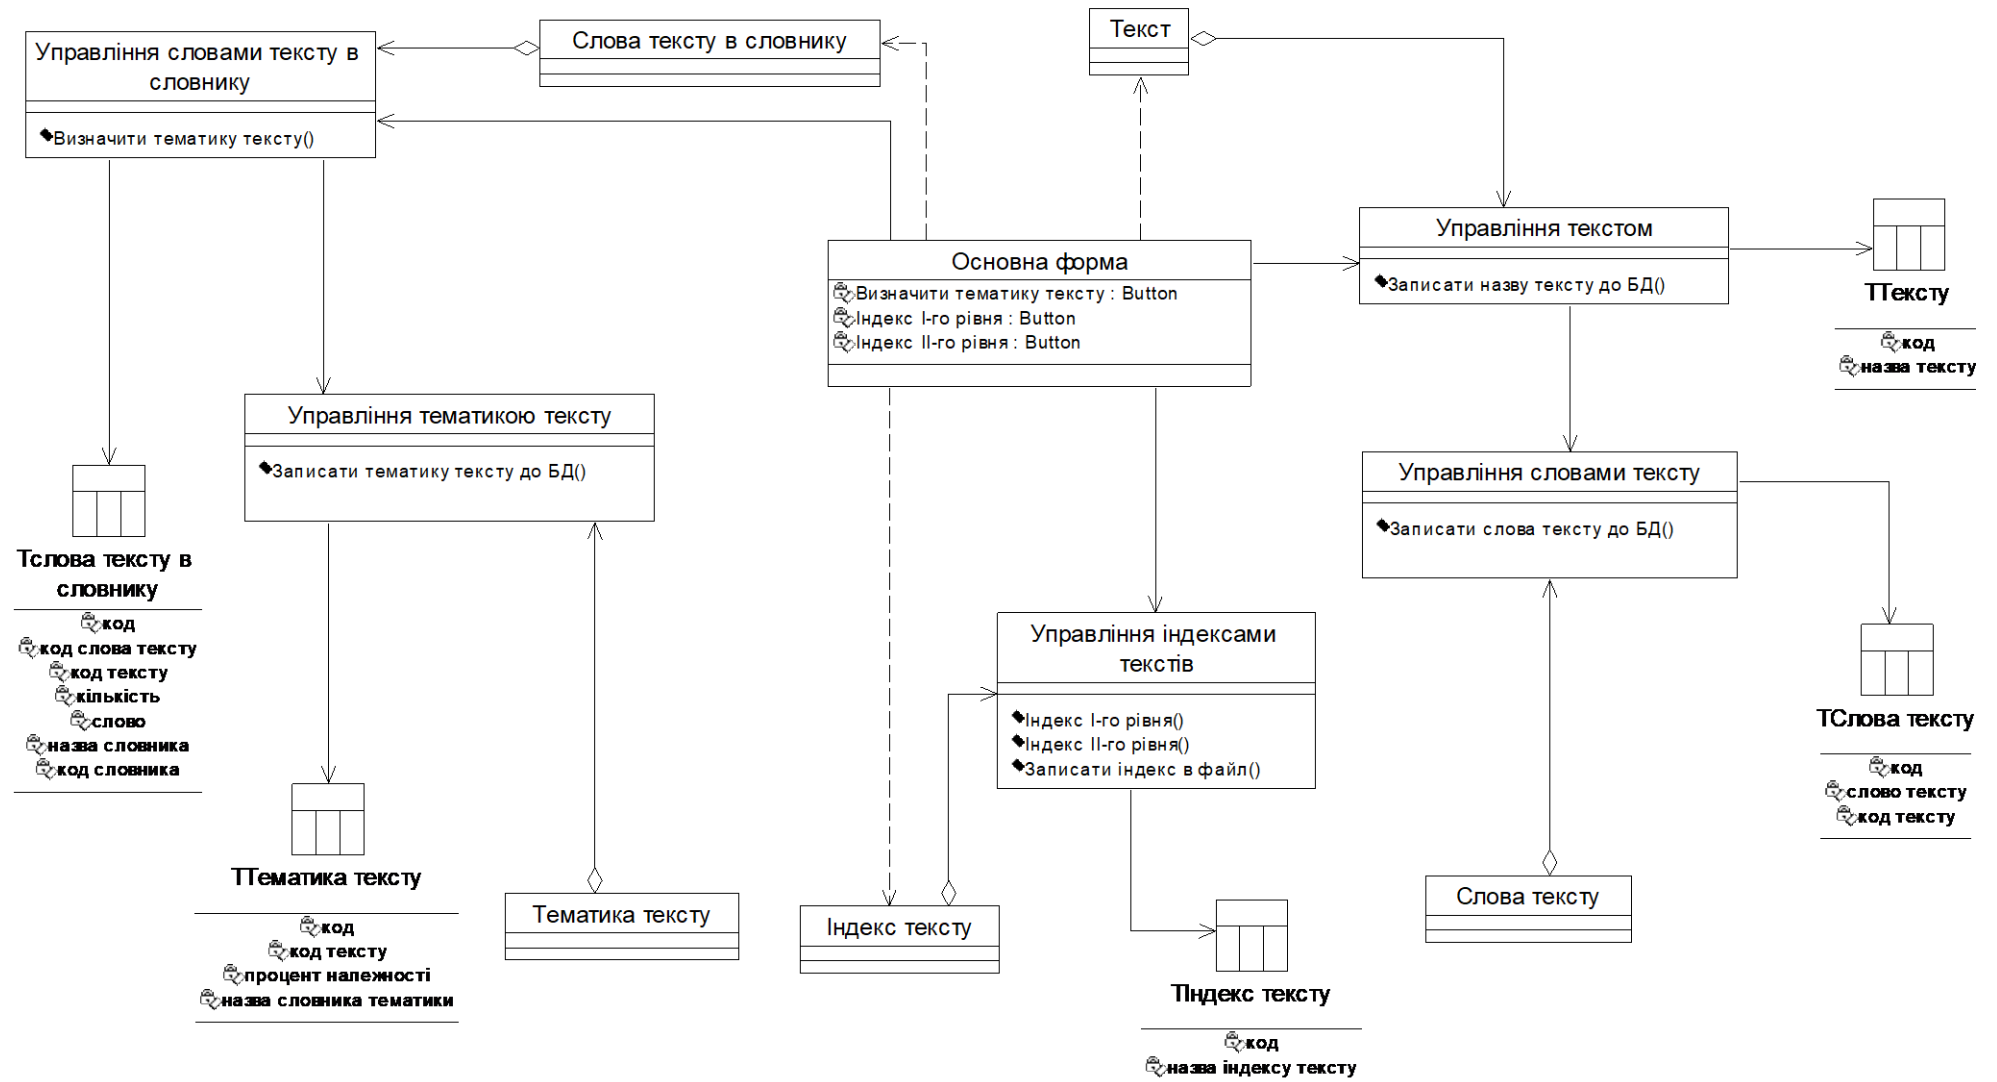 Управління словами тексту в
словнику
Визначити тематику тексту()
Слова тексту в словнику
Текст
Основна форма
Визначити тематику тексту : Button
Індекс I-го рівня : Button
Індекс II-го рівня : Button
Управління текстом
Записати назву тексту до БД()
ТТексту
код
назва тексту
Управління тематикою тексту
Записати тематику тексту до БД()
Управління словами тексту
Записати слова тексту до БД()
Тслова тексту в
словнику
код
код слова тексту
код тексту
кількість
слово
назва словника
код словника
Управління індексами
текстів
Індекс I-го рівня()
Індекс II-го рівня()
Записати індекс в файл()
ТСлова тексту
код
слово тексту
код тексту
ТТематика тексту
код
код тексту
процент належності
назва словника тематики
Тематика тексту
Індекс тексту
Слова тексту
ТІндекс тексту
код
назва індексу тексту